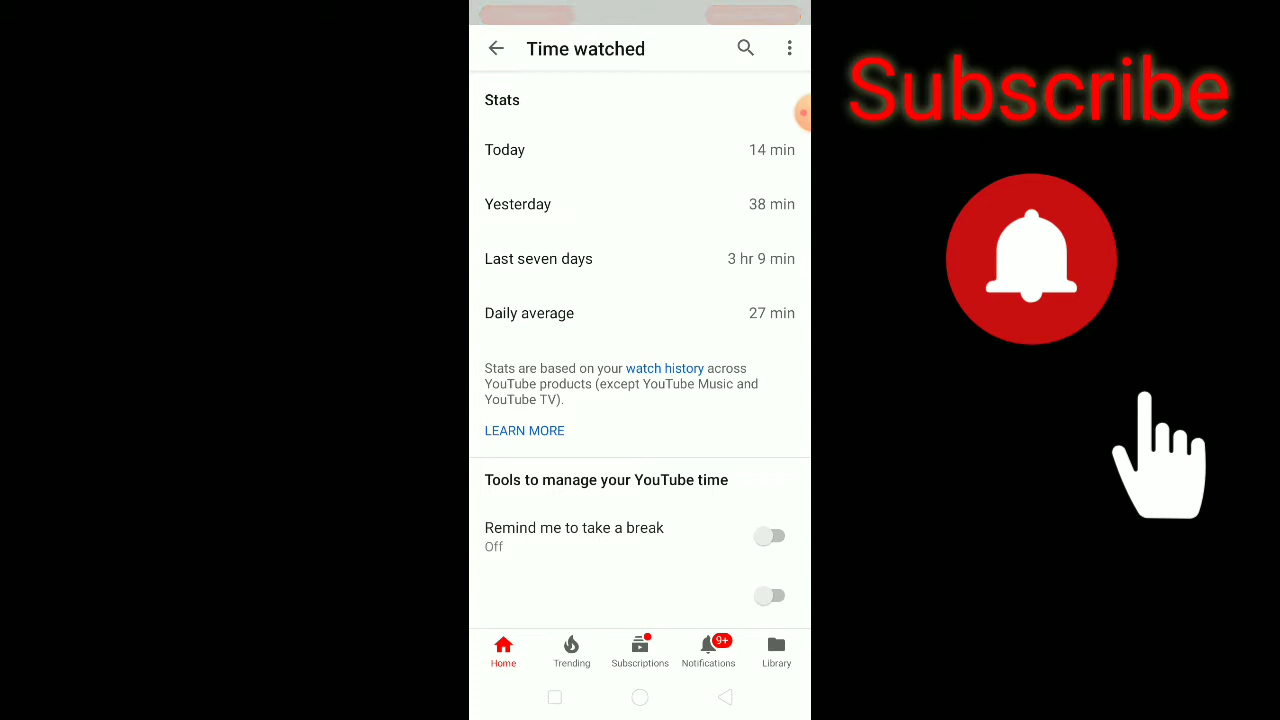 Time watched
Subscribe
Stats
Today 14 min
Yesterday 38 min
Last seven days 3 hr 9 min
Daily average 27 min
Stats are based on your watch history across
YouTube products (except YouTube Music and
YouTube TV).
LEARN MORE
Tools to manage your YouTube time
Remind me to take a break
Off
9+
Home Trending Subscriptions Notifications Library